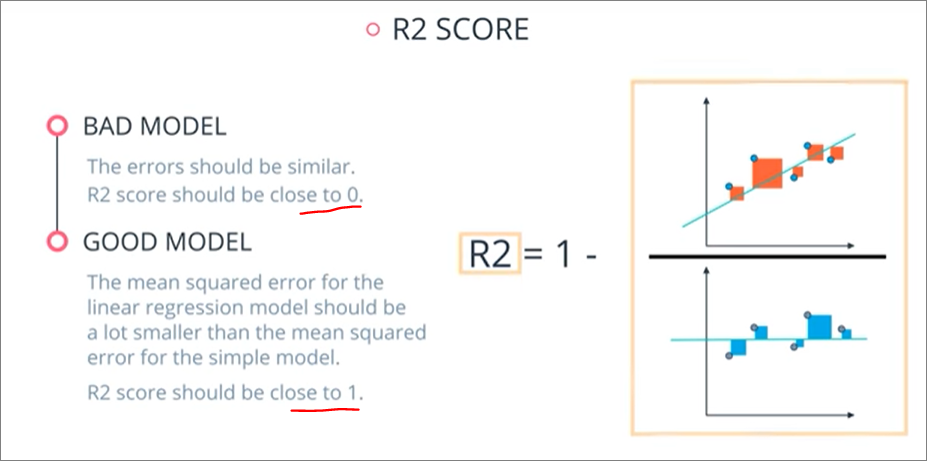 R2 SCORE
BAD MODEL
The errors should be similar.
R2 score should be close to 0.
GOOD MODEL
The mean squared error for the
linear regression model should be
a lot smaller than the mean squared
error for the simple model.
R2 score should be close to 1.
R2 = 1 -